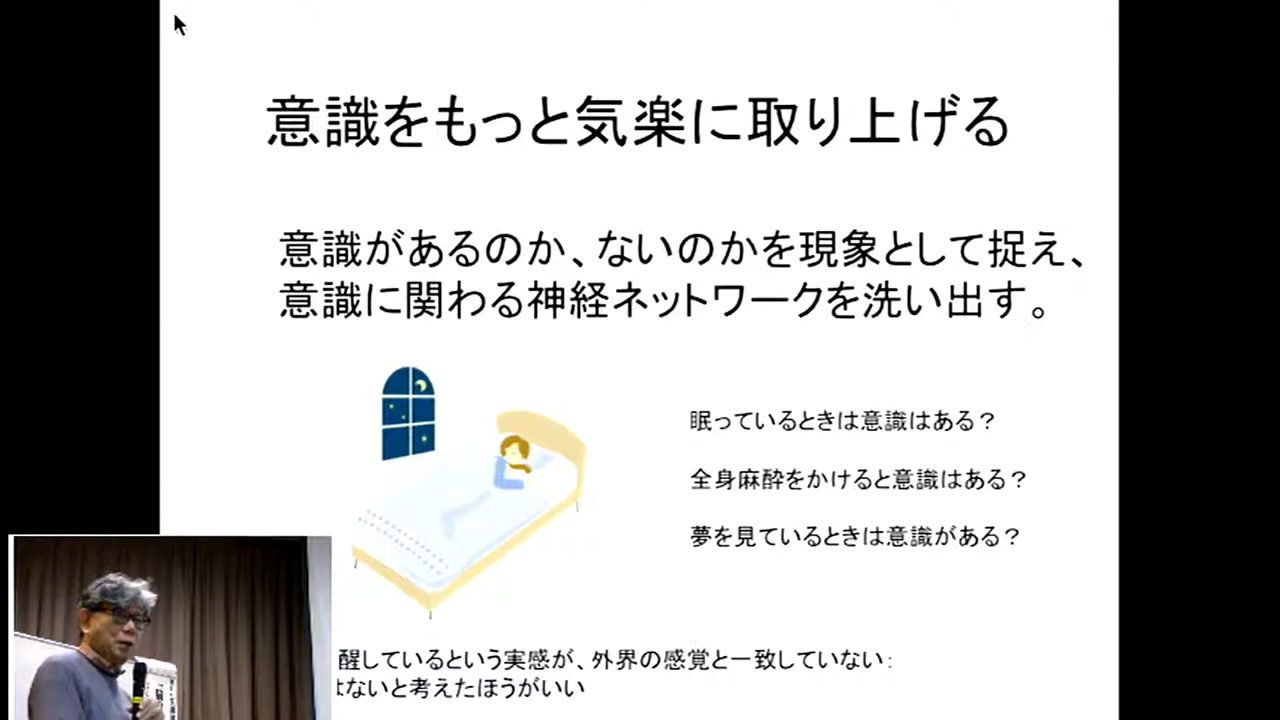 意識をもっと気楽に取り上げる
意識があるのか、ないのかを現象として捉え、
意識に関わる神経ネットワークを洗い出す。
眠っているときは意識はある？
全身麻酔をかけると意識はある？
夢を見ているときは意識がある？
醒しているという実感が、外界の感覚と一致していない：
はないと考えたほうがいい